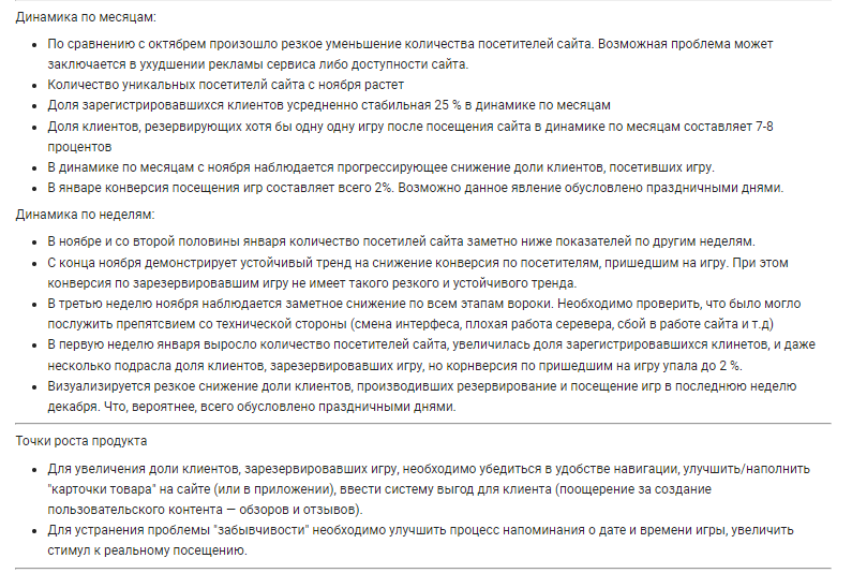 Динамика по месяцам:
• По сравнению с октябрем произошло резкое уменьшение количества посетителей сайта. Возможная проблема может
заключается в ухудшении рекламы сервиса либо доступности сайта.
• Количество уникальных посетителй сайта с ноября растет
• Доля зарегистрировавшихся клиентов усредненно стабильная 25 % в динамике по месяцам
• Доля клиентов, резервирующих хотя бы одну одну игру после посещения сайта в динамике по месяцам составляет 7-8
процентов
• В динамике по месяцам с ноября наблюдается прогрессирующее снижение доли клиентов, посетивших игру.
• В январе конверсия посещения игр составляет всего 2%. Возможно данное явление обусловлено праздничными днями.
Динамика по неделям:
• В ноябре и со второй половины января количество посетилей сайта заметно ниже показателей по другим неделям.
• С конца ноября демонстрирует устойчивый тренд на снижение конверсия по посетителям, пришедшим на игру. При этом
конверсия по зарезервировавшим игру не имеет такого резкого и устойчивого тренда.
• В третью неделю ноября наблюдается заметное снижение по всем этапам вороки. Необходимо проверить, что было могло
послужить препятсвием со технической стороны (смена интерфеса, плохая работа серевера, сбой в работе сайта и т.д)
• В первую неделю января выросло количество посетителей сайта, увеличилась доля зарегистрировавшихся клинетов, и даже
несколько подрасла доля клиентов, зарезервировавших игру, но корнверсия по пришедшим на игру упала до 2 %.
• Визуализируется резкое снижение доли клиентов, производивших резервирование и посещение игр в последнюю неделю
декабря. Что, вероятнее, всего обусловлено праздничными днями.
Точки роста продукта
• Для увеличения доли клиентов, зарезервировавших игру, необходимо убедиться в удобстве навигации, улучшить/наполнить
"карточки товара" на сайте (или в приложении), ввести систему выгод для клиента (поощерение за создание
пользовательского контента — обзоров и отзывов).
• Для устранения проблемы "забывчивости" необходимо улучшить процесс напоминания о дате и времени игры, увеличить
стимул к реальному посещению.